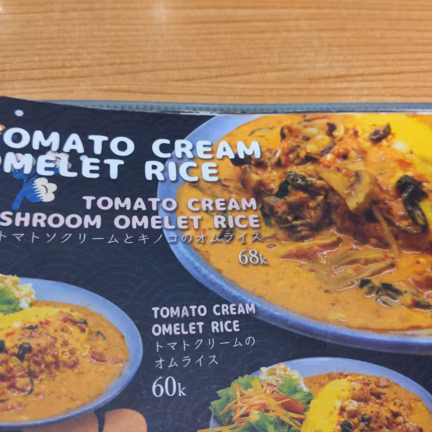 TOMATO CREAM
OMELET RICE
TOMATO CREAM
SHROOM OMELET RICE
トマトソクリームとキノコのオムライス
68k
TOMATO CREAM
OMELET RICE
トマトクリームの
オムライス
60k